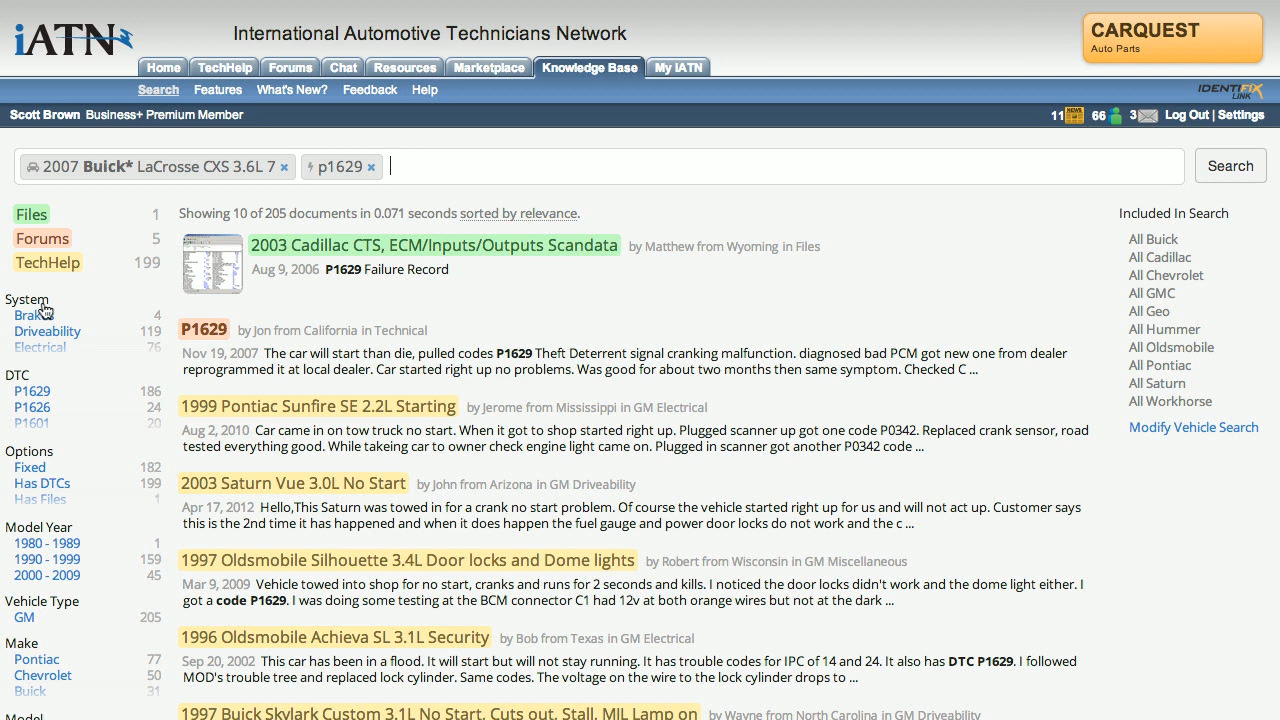 iATN
International Automotive Technicians Network
CARQUEST
Auto Parts
Home TechHelp Forums Chat Resources Marketplace Knowledge Base My iATN
Search Features What's New? Feedback Help
IDENTIFIX
LINK
Scott Brown Business+ Premium Member
11 NEWS 66 3 Log Out | Settings
2007 Buick* LaCrosse CXS 3.6L 7 × p1629 ×
Search
Files 1
Forums 5
TechHelp 199
System
4
Driveability 119
Electrical 76
DTC
P1629 186
P1626 24
P1601 20
Options
Fixed 182
Has DTCs 199
Has Files 1
Model Year
1980 - 1989 1
1990 - 1999 159
2000 - 2009 45
Vehicle Type
GM 205
Make
Pontiac 77
Chevrolet 50
Buick 31
Model
Showing 10 of 205 documents in 0.071 seconds sorted by relevance.
2003 Cadillac CTS, ECM/Inputs/Outputs Scandata by Matthew from Wyoming in Files
Aug 9, 2006 P1629 Failure Record
P1629 by Jon from California in Technical
Nov 19, 2007 The car will start than die, pulled codes P1629 Theft Deterrent signal cranking malfunction. diagnosed bad PCM got new one from dealer
reprogrammed it at local dealer. Car started right up no problems. Was good for about two months then same symptom. Checked C ...
1999 Pontiac Sunfire SE 2.2L Starting by Jerome from Mississippi in GM Electrical
Aug 2, 2010 Car came in on tow truck no start. When it got to shop started right up. Plugged scanner up got one code P0342. Replaced crank sensor, road
tested everything good. While takeing car to owner check engine light came on. Plugged in scanner got another P0342 code ...
2003 Saturn Vue 3.0L No Start by John from Arizona in GM Driveability
Apr 17, 2012 Hello,This Saturn was towed in for a crank no start problem. Of course the vehicle started right up for us and will not act up. Customer says
this is the 2nd time it has happened and when it does happen the fuel gauge and power door locks do not work and the c ...
1997 Oldsmobile Silhouette 3.4L Door locks and Dome lights by Robert from Wisconsin in GM Miscellaneous
Mar 9, 2009 Vehicle towed into shop for no start, cranks and runs for 2 seconds and kills. I noticed the door locks didn't work and the dome light either. I
got a code P1629. I was doing some testing at the BCM connector C1 had 12v at both orange wires but not at the dark ...
1996 Oldsmobile Achieva SL 3.1L Security by Bob from Texas in GM Electrical
Sep 20, 2002 This car has been in a flood. It will start but will not stay running. It has trouble codes for IPC of 14 and 24. It also has DTC P1629. I followed
MOD's trouble tree and replaced lock cylinder. Same codes. The voltage on the wire to the lock cylinder drops to ...
1997 Buick Skylark Custom 3.1L No Start, Cuts out, Stall, MIL Lamp on by Wayne from North Carolina in GM Driveability
Included In Search
All Buick
All Cadillac
All Chevrolet
All GMC
All Geo
All Hummer
All Oldsmobile
All Pontiac
All Saturn
All Workhorse
Modify Vehicle Search